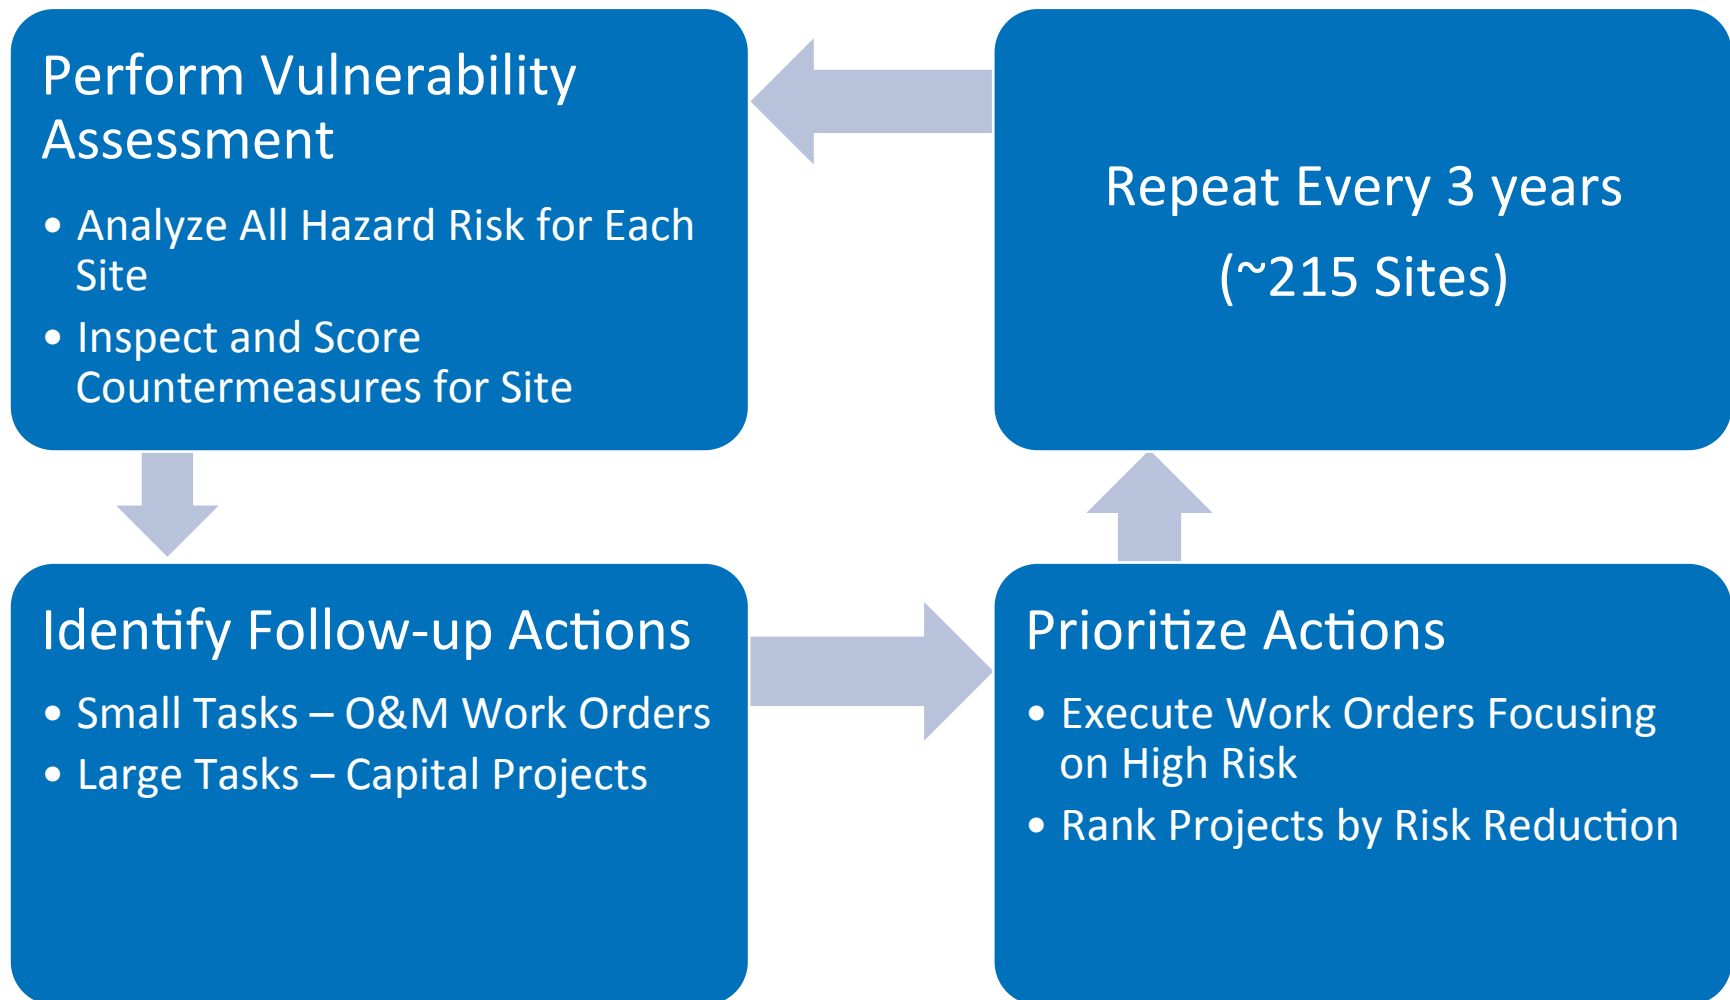 Perform Vulnerability
Assessment
• Analyze All Hazard Risk for Each
Site
• Inspect and Score
Countermeasures for Site
Identify Follow-up Actions
• Small Tasks – O&M Work Orders
• Large Tasks – Capital Projects
Prioritize Actions
• Execute Work Orders Focusing
on High Risk
• Rank Projects by Risk Reduction
Repeat Every 3 years
(~215 Sites)